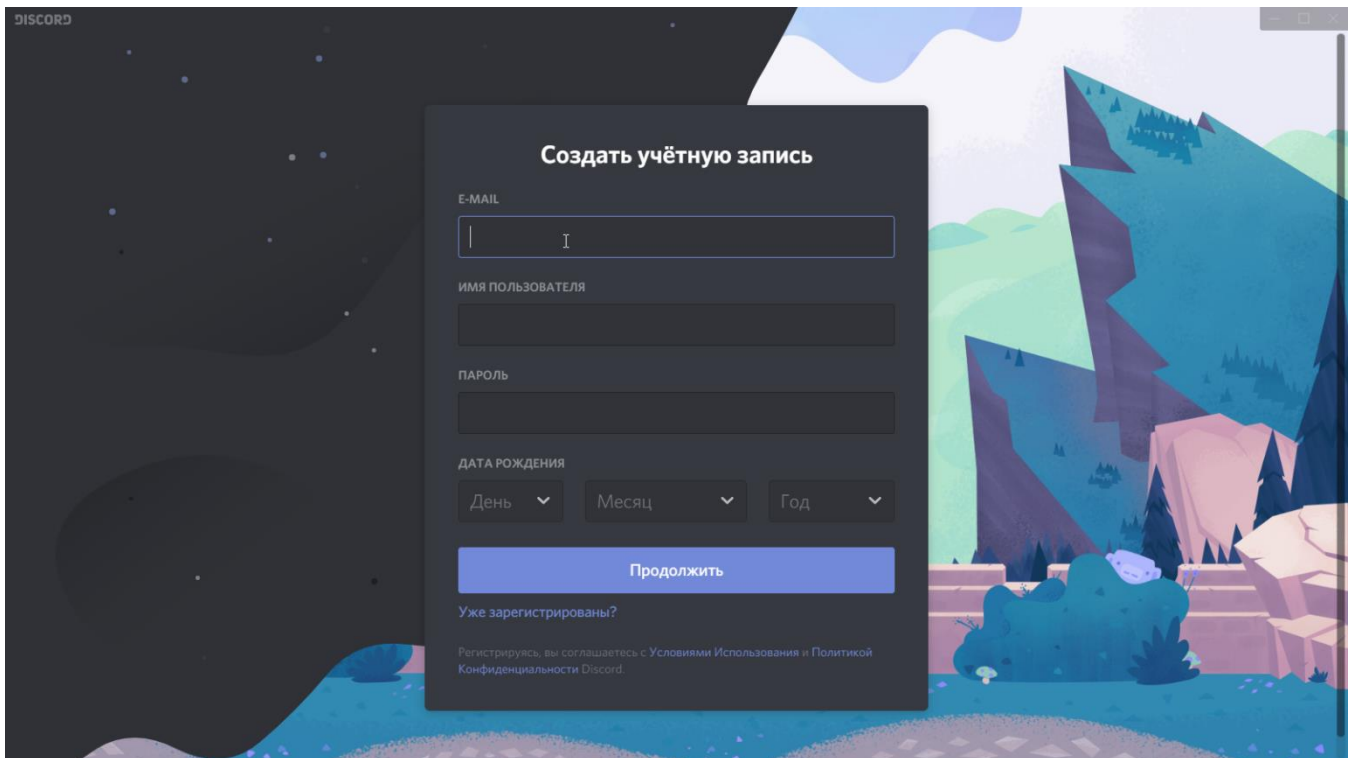 DISCORD
Создать учётную запись
E-MAIL
ИМЯ ПОЛЬЗОВАТЕЛЯ
ПАРОЛЬ
ДАТА РОЖДЕНИЯ
День Месяц Год
Продолжить
Уже зарегистрированы?
Регистрируясь, вы соглашаетесь с Условиями Использования и Политикой
Конфиденциальности Discord.